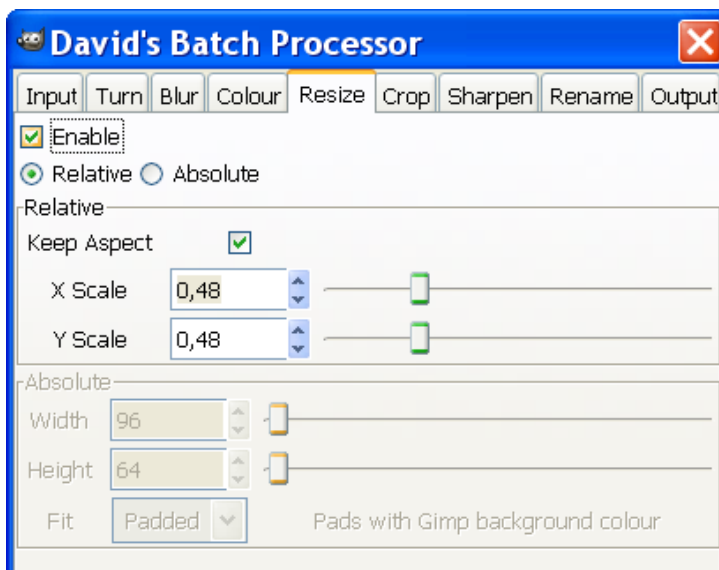 David's Batch Processor
Input Turn Blur Colour Resize Crop Sharpen Rename Output
Enable
Relative Absolute
Relative
Keep Aspect
X Scale 0,48
Y Scale 0,48
Absolute
Width 96
Height 64
Fit Padded Pads with Gimp background colour